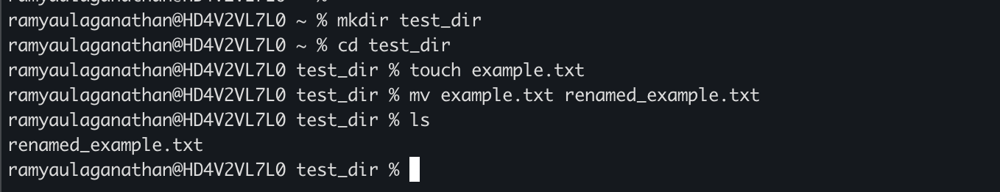 ramyaulaganathan@HD4V2VL7L0 ~ % mkdir test_dir
ramyaulaganathan@HD4V2VL7L0 ~ % cd test_dir
ramyaulaganathan@HD4V2VL7L0 test_dir % touch example.txt
ramyaulaganathan@HD4V2VL7L0 test_dir % mv example.txt renamed_example.txt
ramyaulaganathan@HD4V2VL7L0 test_dir % ls
renamed_example.txt
ramyaulaganathan@HD4V2VL7L0 test_dir %